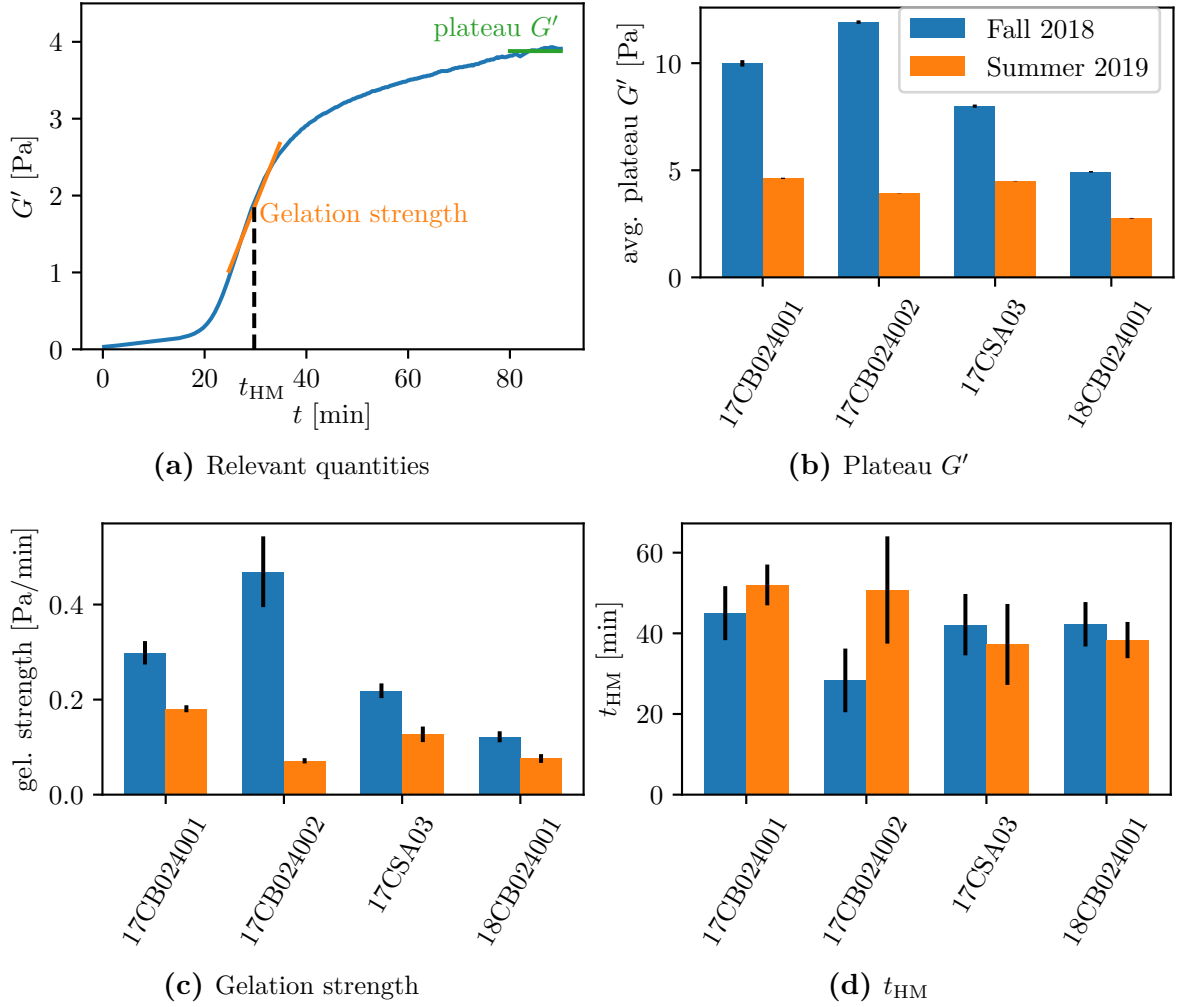 plateau G′
Gelation strength
G′ [Pa]
4
3
2
1
0
0
20
40
60
80
t_HM
t [min]
(a) Relevant quantities
avg. plateau G′ [Pa]
10
5
0
Fall 2018
Summer 2019
17CB024001
17CB024002
17CSA03
18CB024001
(b) Plateau G′
gel. strength [Pa/min]
0.4
0.2
0.0
17CB024001
17CB024002
17CSA03
18CB024001
(c) Gelation strength
t_HM [min]
60
40
20
0
17CB024001
17CB024002
17CSA03
18CB024001
(d) t_HM